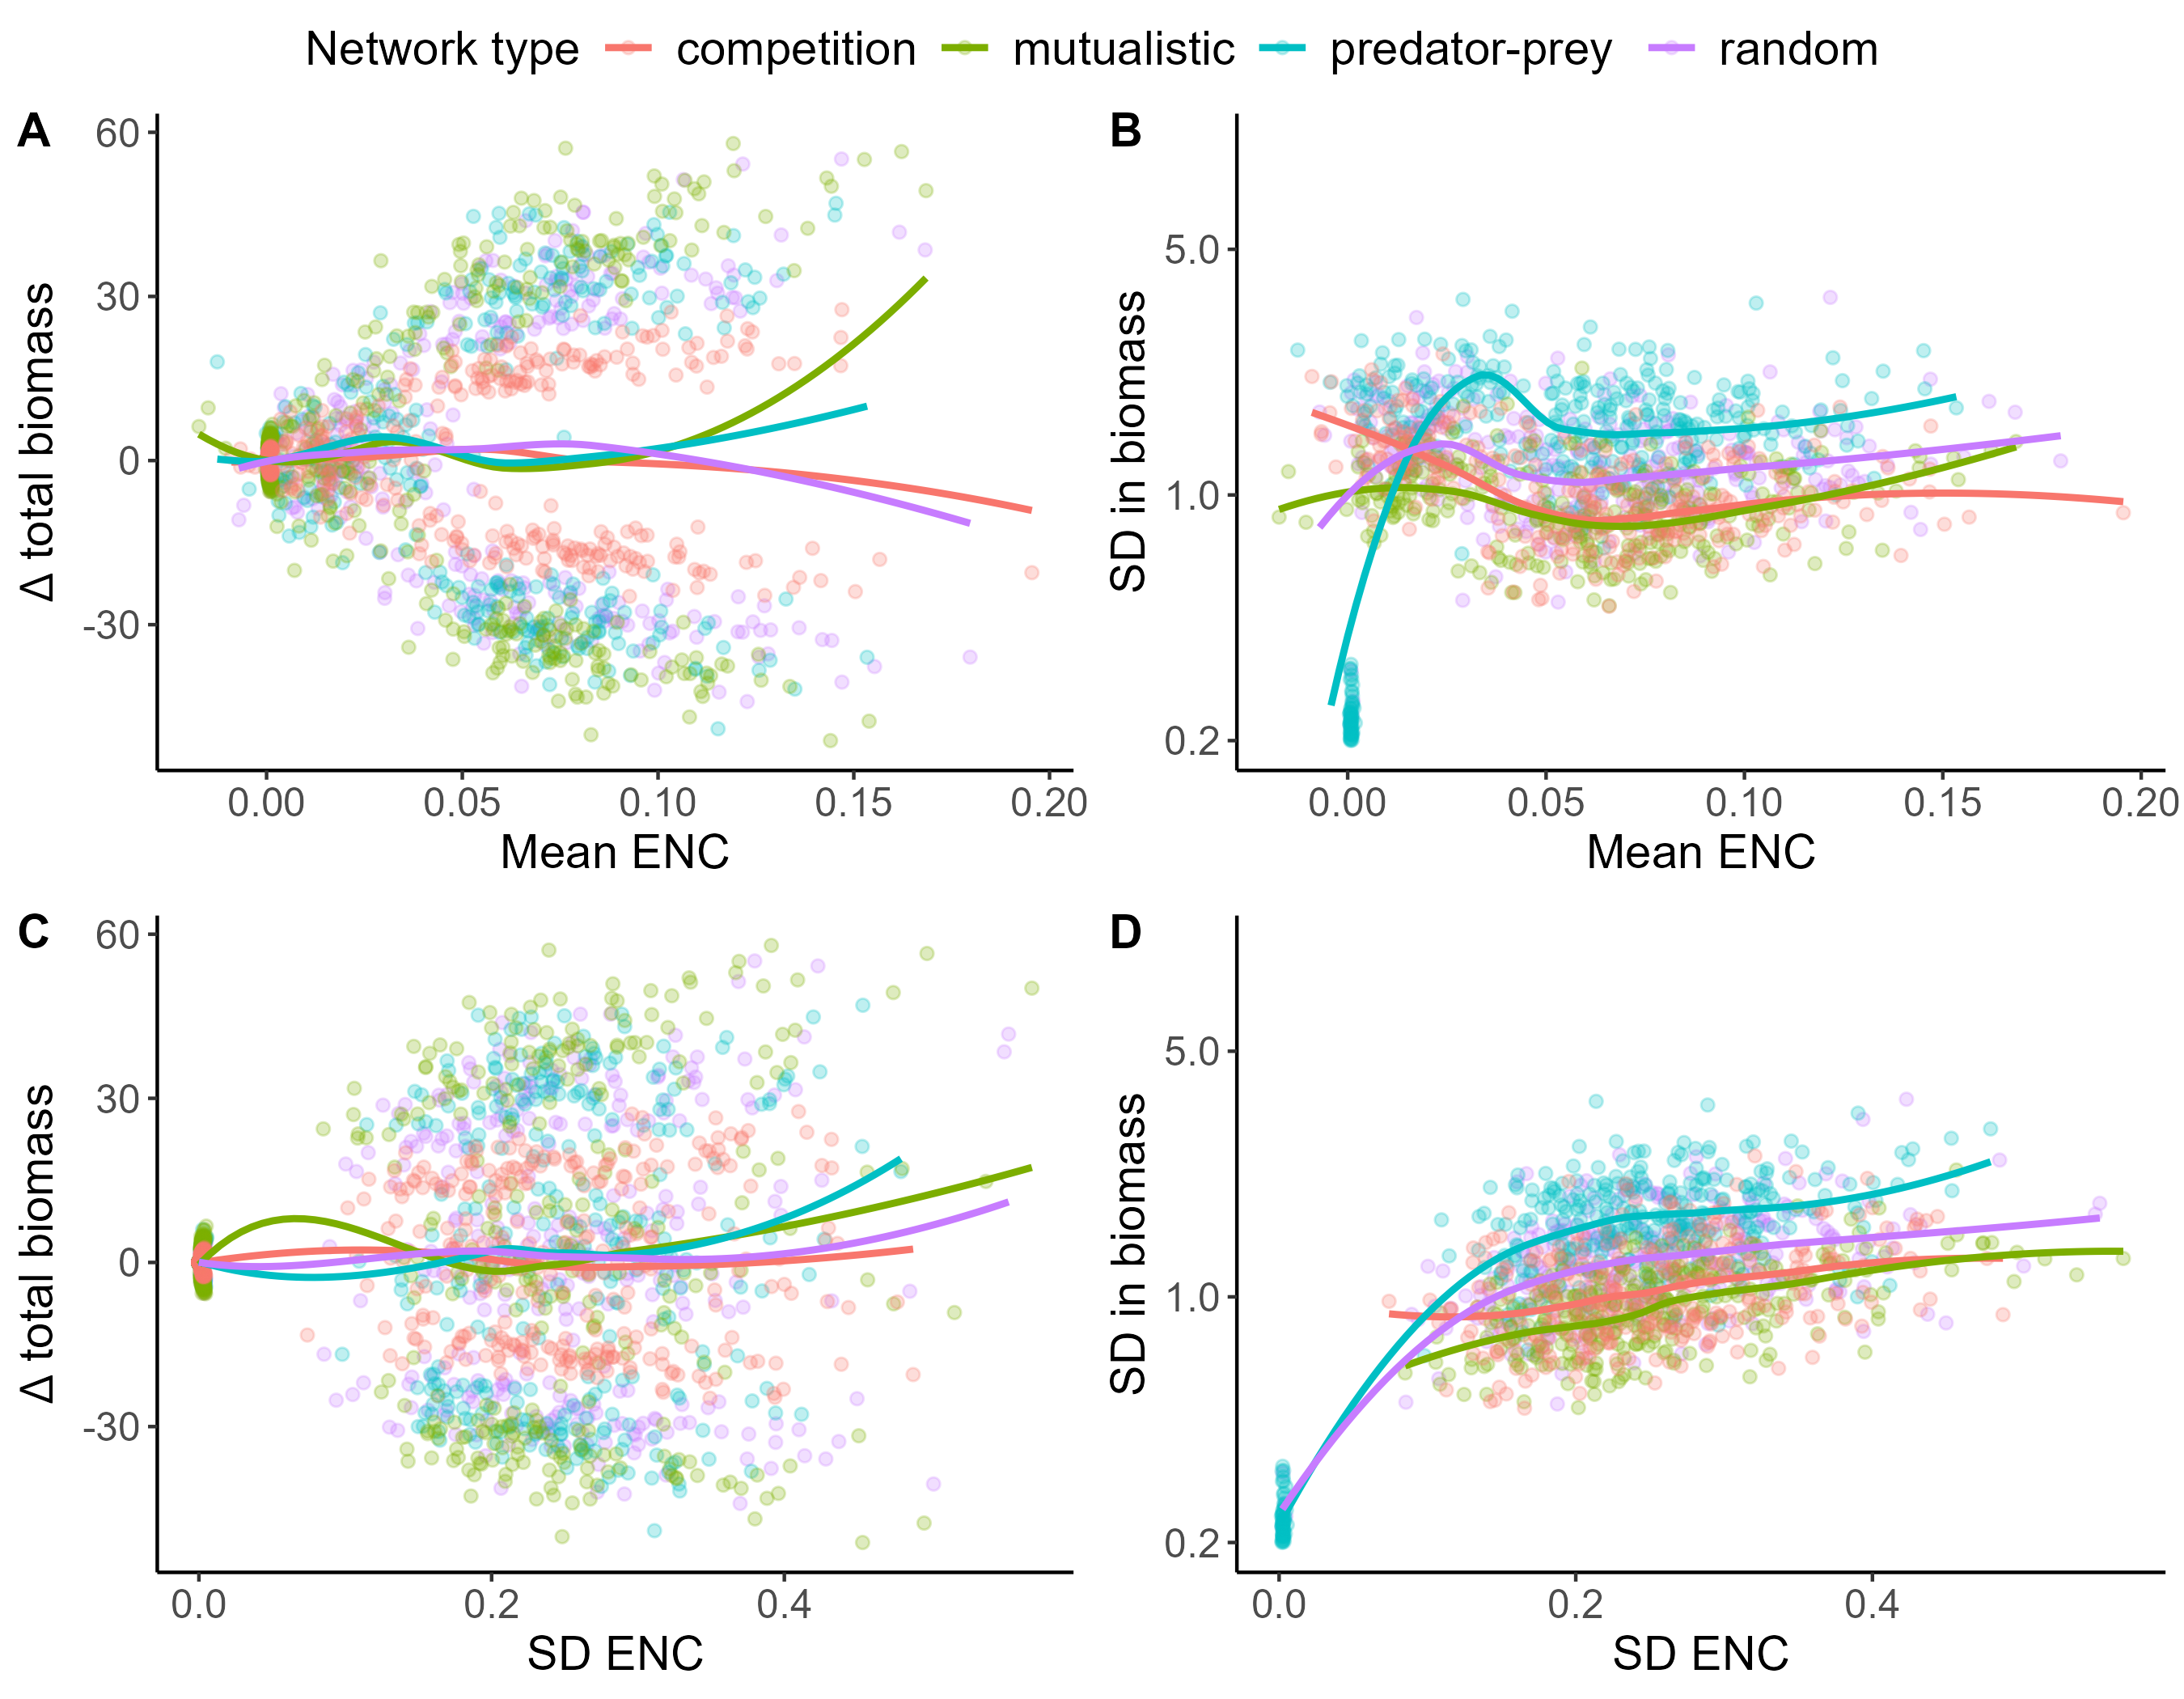 Network type competition mutualistic predator-prey random
A
60
30
0
-30
Δ total biomass
0.00 0.05 0.10 0.15 0.20
Mean ENC
B
5.0
1.0
0.2
SD in biomass
0.00 0.05 0.10 0.15 0.20
Mean ENC
C
60
30
0
-30
Δ total biomass
0.0 0.2 0.4
SD ENC
D
5.0
1.0
0.2
SD in biomass
0.0 0.2 0.4
SD ENC